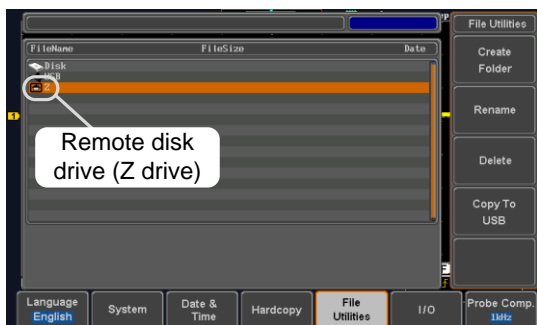 File Utilities
FileName FileSize Date
Disk
USB
Z
Remote disk
drive (Z drive)
1
Create
Folder
Rename
Delete
Copy To
USB
Language
English
System
Date &
Time
Hardcopy
File
Utilities
I/O
Probe Comp.
1kHz